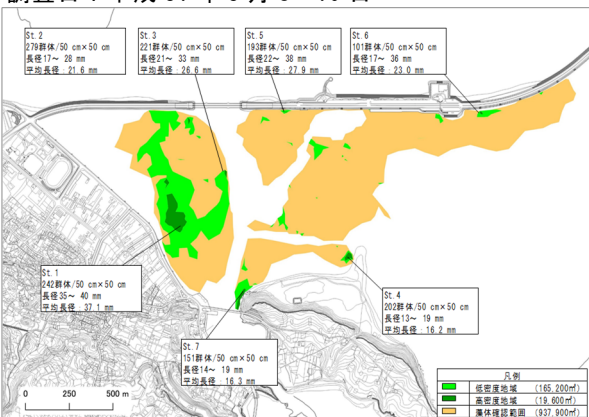 St. 2
279群体/50 cm×50 cm
長径17～ 28 mm
平均長径：21.6 mm
St. 3
221群体/50 cm×50 cm
長径21～ 33 mm
平均長径：26.6 mm
St. 5
193群体/50 cm×50 cm
長径22～ 38 mm
平均長径：27.9 mm
St. 6
101群体/50 cm×50 cm
長径17～ 36 mm
平均長径：23.0 mm
St. 1
242群体/50 cm×50 cm
長径35～ 40 mm
平均長径：37.1 mm
St. 4
202群体/50 cm×50 cm
長径13～ 19 mm
平均長径：16.2 mm
St. 7
151群体/50 cm×50 cm
長径14～ 19 mm
平均長径：16.3 mm
0 250 500 m
凡例
低密度地域 (165,200㎡)
高密度地域 (19,600㎡)
群体確認範囲 (937,900㎡)